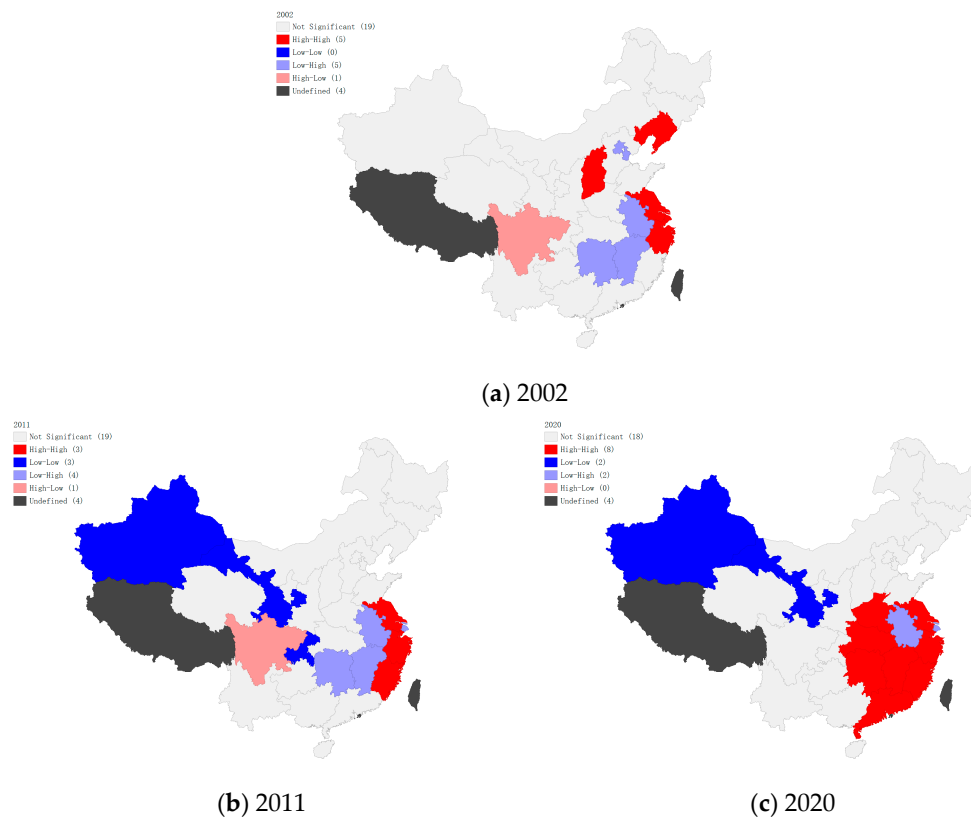 2002
Not Significant (19)
High-High (5)
Low-Low (0)
Low-High (5)
High-Low (1)
Undefined (4)
(a) 2002
2011
Not Significant (19)
High-High (3)
Low-Low (3)
Low-High (4)
High-Low (1)
Undefined (4)
2020
Not Significant (18)
High-High (8)
Low-Low (2)
Low-High (2)
High-Low (0)
Undefined (4)
(b) 2011
(c) 2020